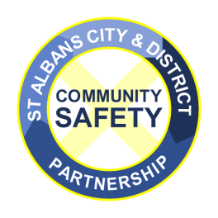 ST ALBANS CITY & DISTRICT
COMMUNITY
SAFETY
PARTNERSHIP